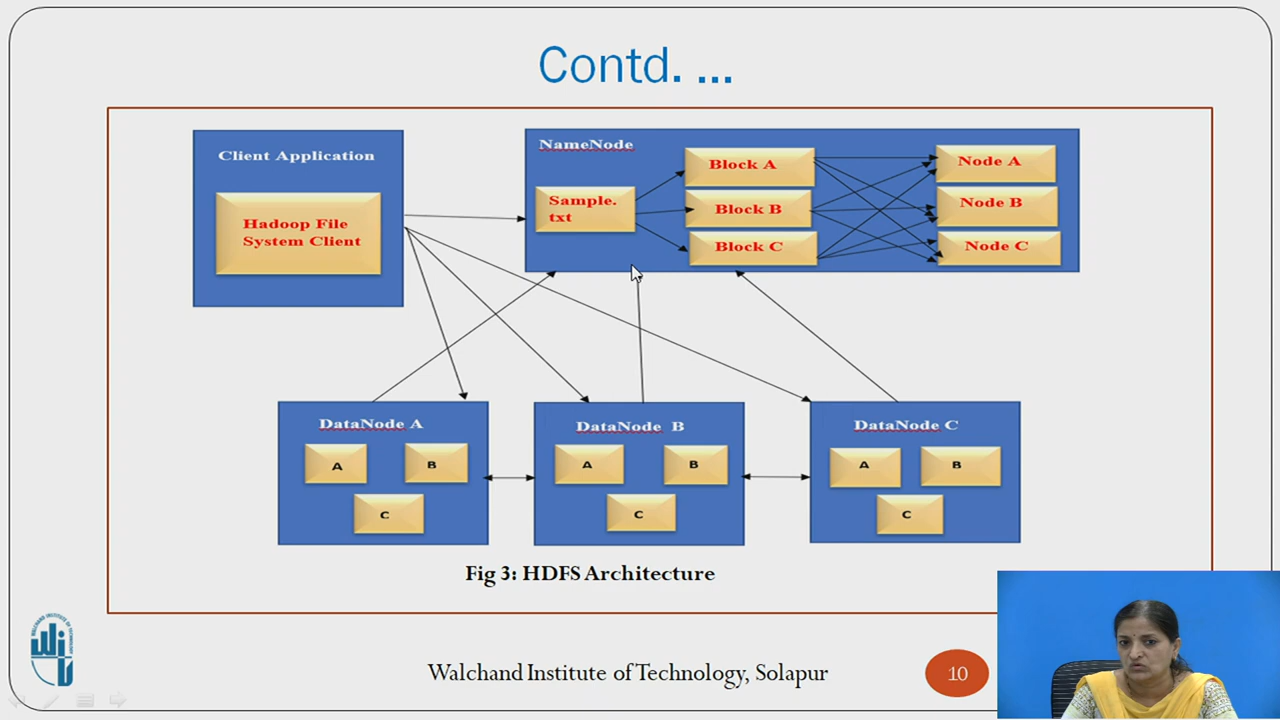 Contd. ...
Client Application
Hadoop File
System Client
NameNode
Sample.
txt
Block A
Block B
Block C
Node A
Node B
Node C
DataNode A
A
B
C
DataNode B
A
B
C
DataNode C
A
B
C
Fig 3: HDFS Architecture
Walchand Institute of Technology, Solapur
10